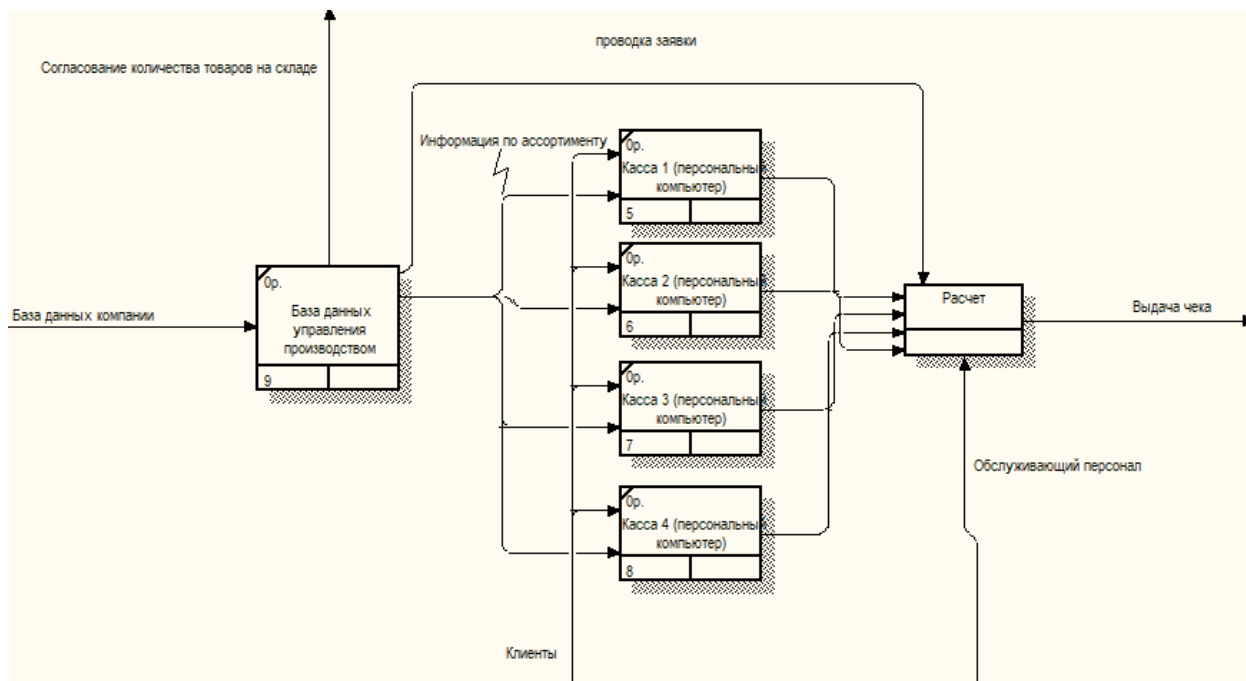 проводка заявки
Согласование количества товаров на складе
Информация по ассортименту
0р.
Касса 1 (персональный
компьютер)
5
0р.
Касса 2 (персональный
компьютер)
6
0р.
База данных
управления
производством
9
База данных компании
Расчет
Выдача чека
0р.
Касса 3 (персональный
компьютер)
7
Обслуживающий персонал
0р.
Касса 4 (персональный
компьютер)
8
Клиенты